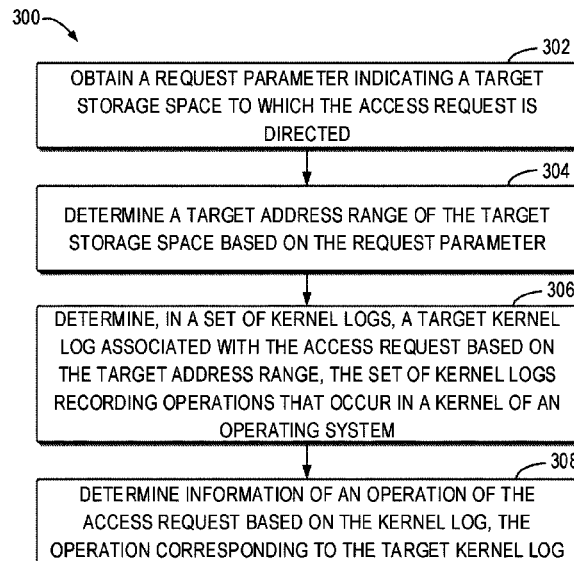 300
302
OBTAIN A REQUEST PARAMETER INDICATING A TARGET
STORAGE SPACE TO WHICH THE ACCESS REQUEST IS
DIRECTED
304
DETERMINE A TARGET ADDRESS RANGE OF THE TARGET
STORAGE SPACE BASED ON THE REQUEST PARAMETER
306
DETERMINE, IN A SET OF KERNEL LOGS, A TARGET KERNEL
LOG ASSOCIATED WITH THE ACCESS REQUEST BASED ON
THE TARGET ADDRESS RANGE, THE SET OF KERNEL LOGS
RECORDING OPERATIONS THAT OCCUR IN A KERNEL OF AN
OPERATING SYSTEM
308
DETERMINE INFORMATION OF AN OPERATION OF THE
ACCESS REQUEST BASED ON THE KERNEL LOG, THE
OPERATION CORRESPONDING TO THE TARGET KERNEL LOG